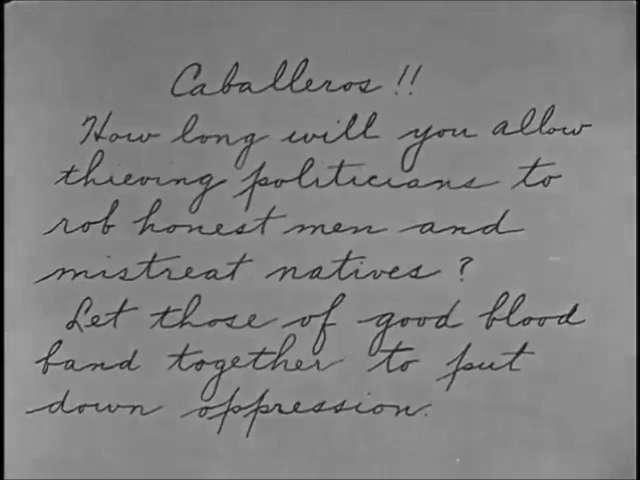 Caballeros!!
How long will you allow
thieving politicians to
rob honest men and
mistreat natives?
Let those of good blood
band together to put
down oppression.